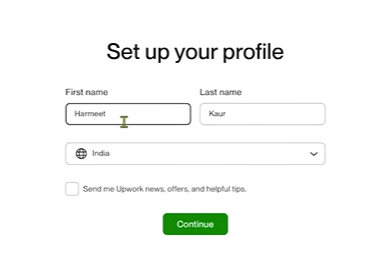 Set up your profile
First name
Last name
Harmeet
Kaur
India
Send me Upwork news, offers, and helpful tips.
Continue